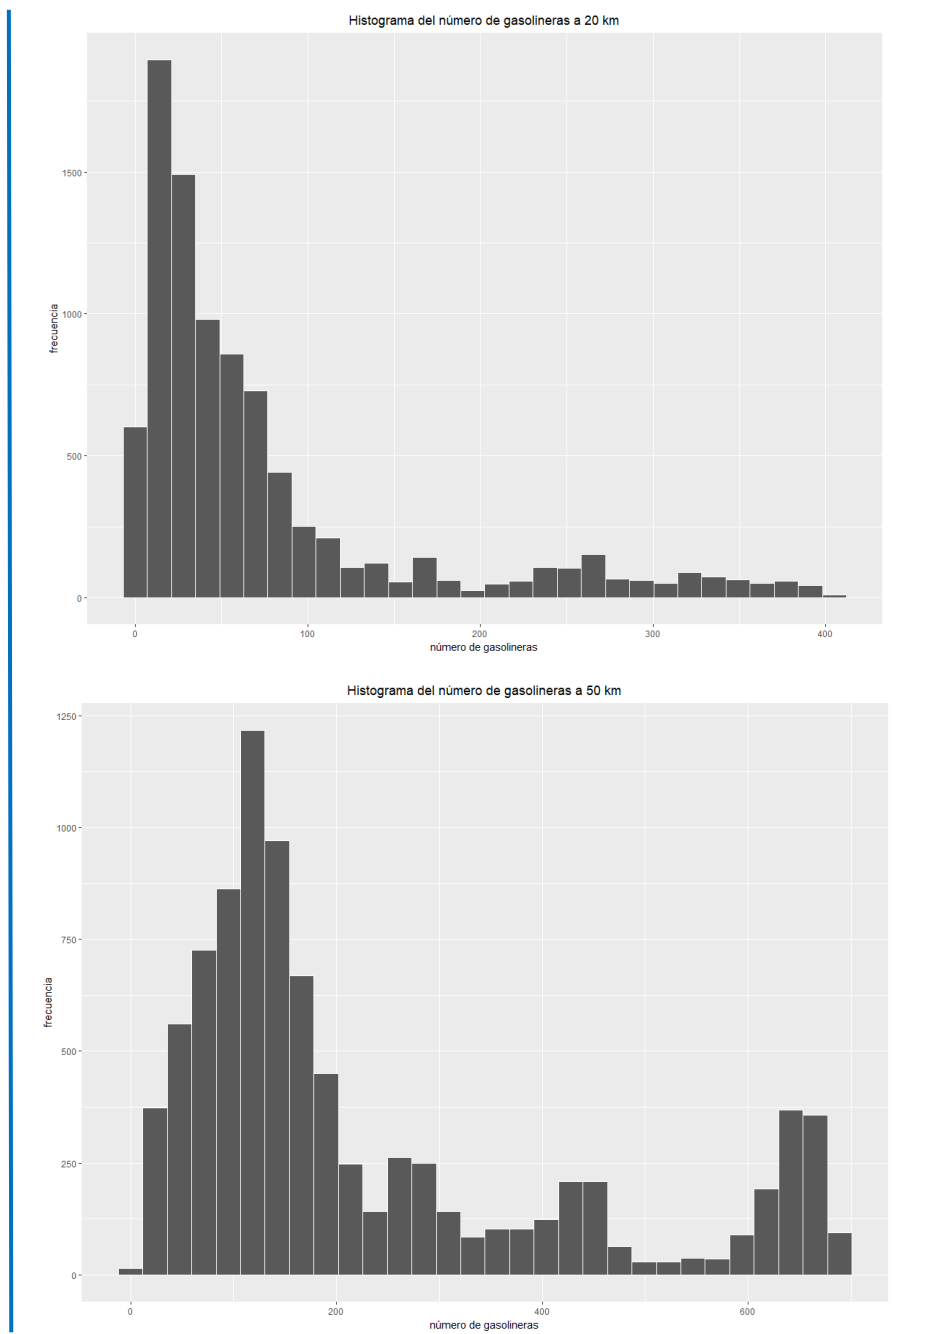 Histograma del número de gasolineras a 20 km
1500
1000
500
0
frecuencia
0 100 200 300 400
número de gasolineras
Histograma del número de gasolineras a 50 km
1250
1000
750
500
250
0
frecuencia
0 200 400 600
número de gasolineras